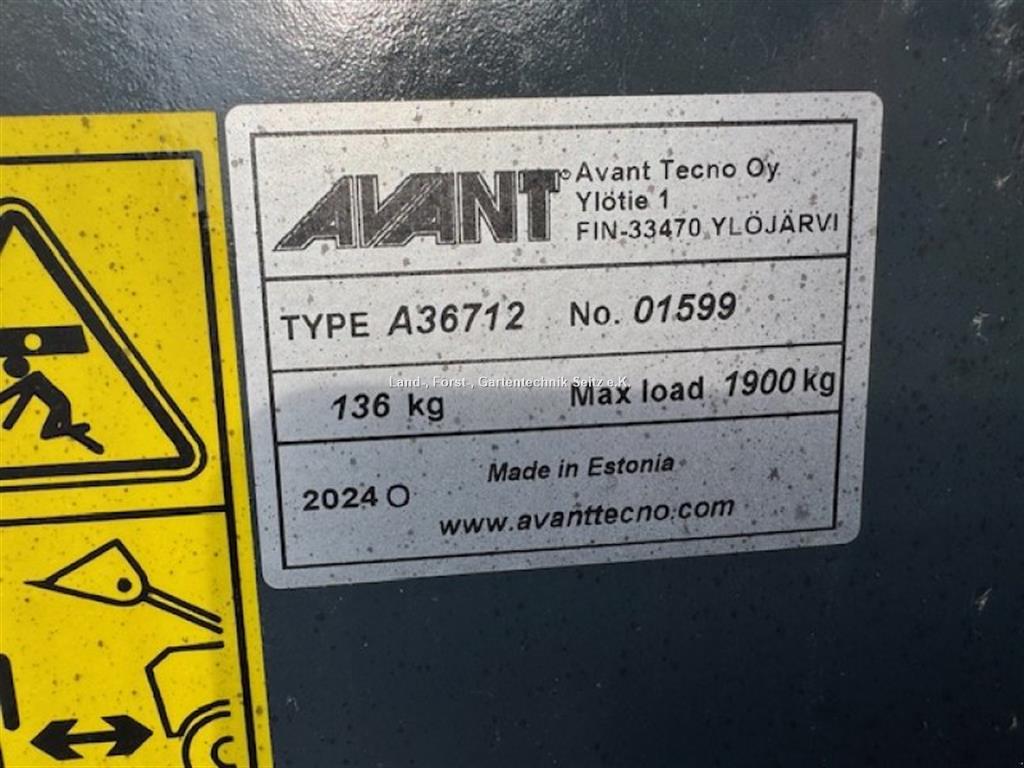 AVANT®
Avant Tecno Oy
Ylötie 1
FIN-33470 YLÖJÄRVI
TYPE A36712 No. 01599
136 kg Max load 1900 kg
Land-, Forst-, Gartentechnik Seitz e.K.
2024 O
Made in Estonia
www.avanttecno.com